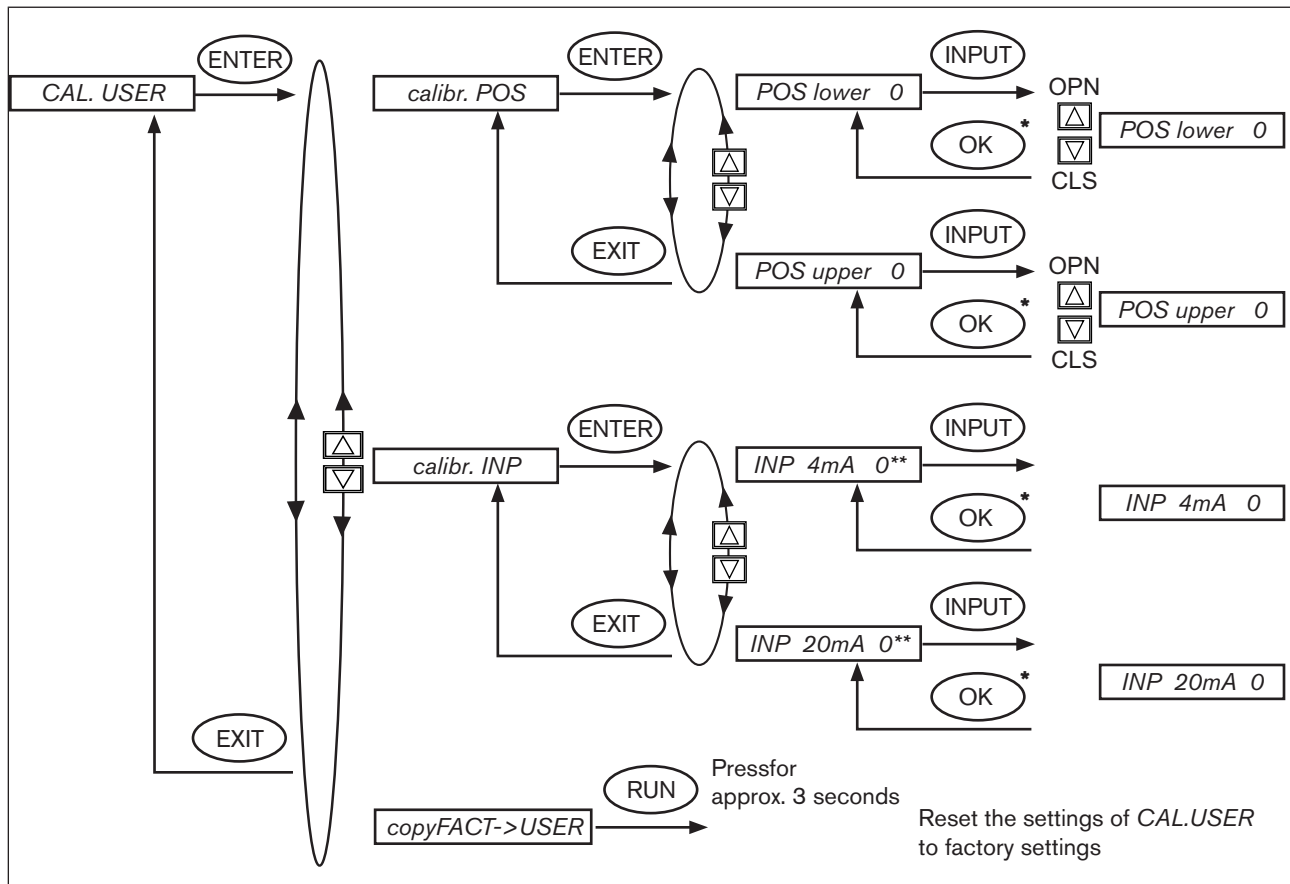 CAL. USER
ENTER
EXIT
calibr. POS
ENTER
EXIT
POS lower 0
INPUT
OK *
OPN
CLS
POS lower 0
POS upper 0
INPUT
OK *
OPN
CLS
POS upper 0
calibr. INP
ENTER
EXIT
INP 4mA 0**
INPUT
OK *
INP 4mA 0
INP 20mA 0**
INPUT
OK *
INP 20mA 0
copyFACT->USER
RUN
Pressfor
approx. 3 seconds
Reset the settings of CAL.USER
to factory settings